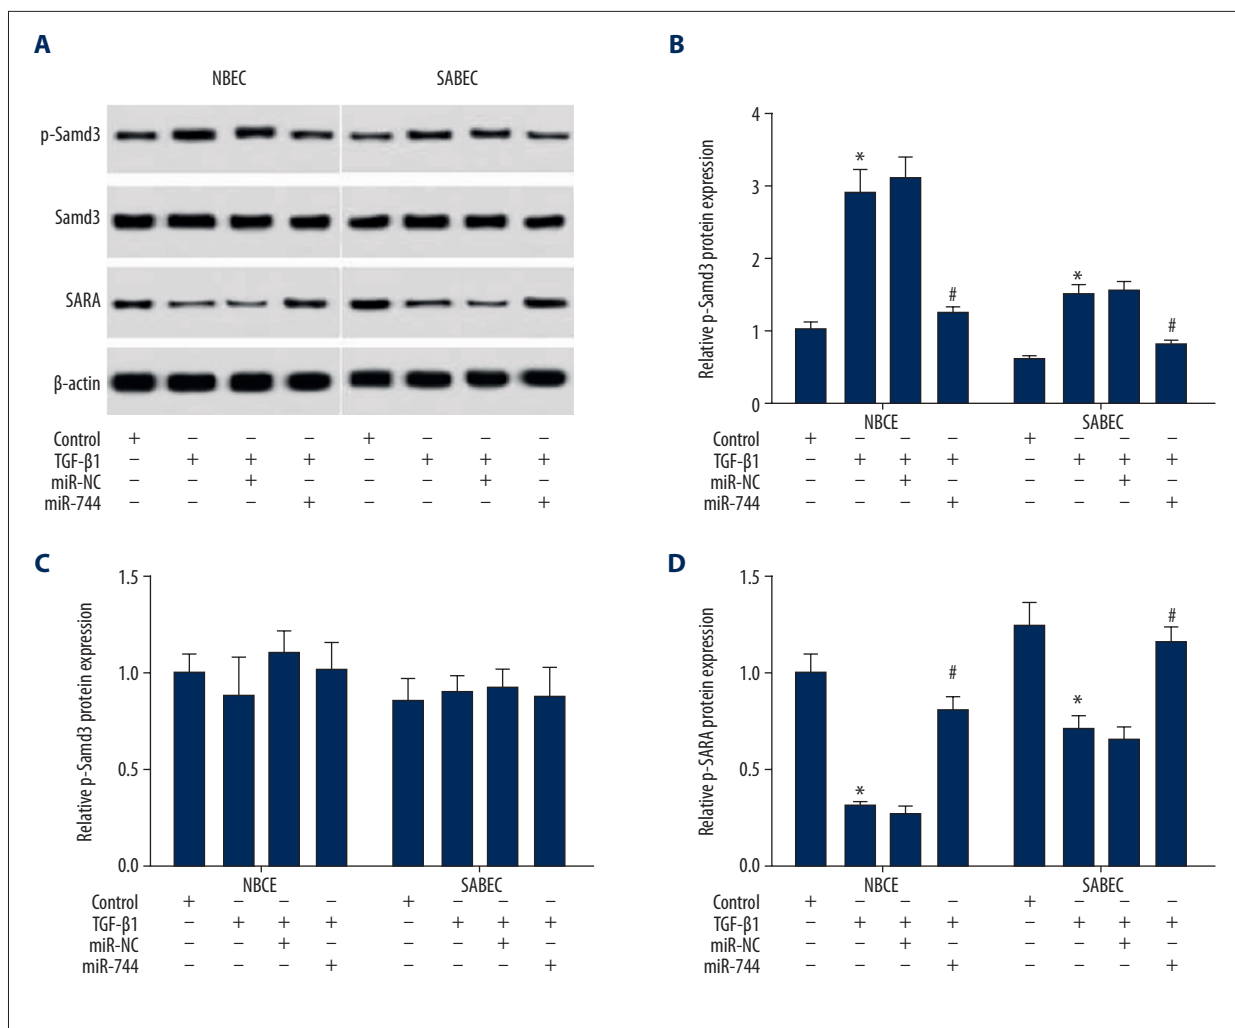 A
NBEC SABEC
p-Samd3
Samd3
SARA
β-actin
Control + – – – + – – –
TGF-β1 – + + + – + + +
miR-NC – – + – – – + –
miR-744 – – – + – – – +
B
Relative p-Samd3 protein expression
4
3
2
1
0
* # * #
NBCE SABEC
Control + – – – + – – –
TGF-β1 – + + + – + + +
miR-NC – – + – – – + –
miR-744 – – – + – – – +
C
Relative p-Samd3 protein expression
1.5
1.0
0.5
0.0
NBCE SABEC
Control + – – – + – – –
TGF-β1 – + + + – + + +
miR-NC – – + – – – + –
miR-744 – – – + – – – +
D
Relative p-SARA protein expression
1.5
1.0
0.5
0.0
* # * #
NBCE SABEC
Control + – – – + – – –
TGF-β1 – + + + – + + +
miR-NC – – + – – – + –
miR-744 – – – + – – – +